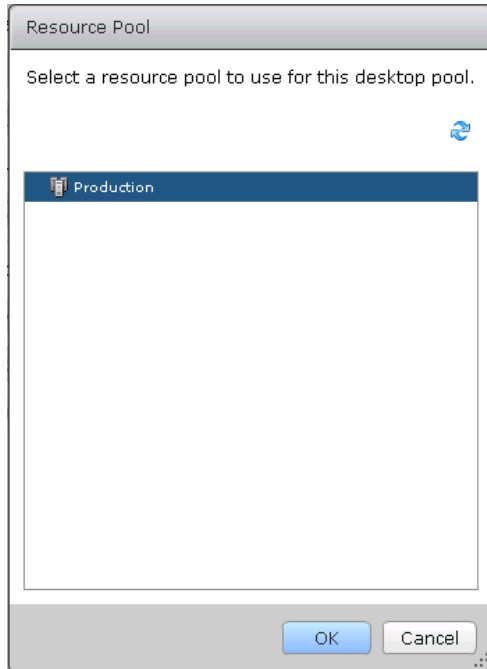 Resource Pool
Select a resource pool to use for this desktop pool.
Production
OK
Cancel